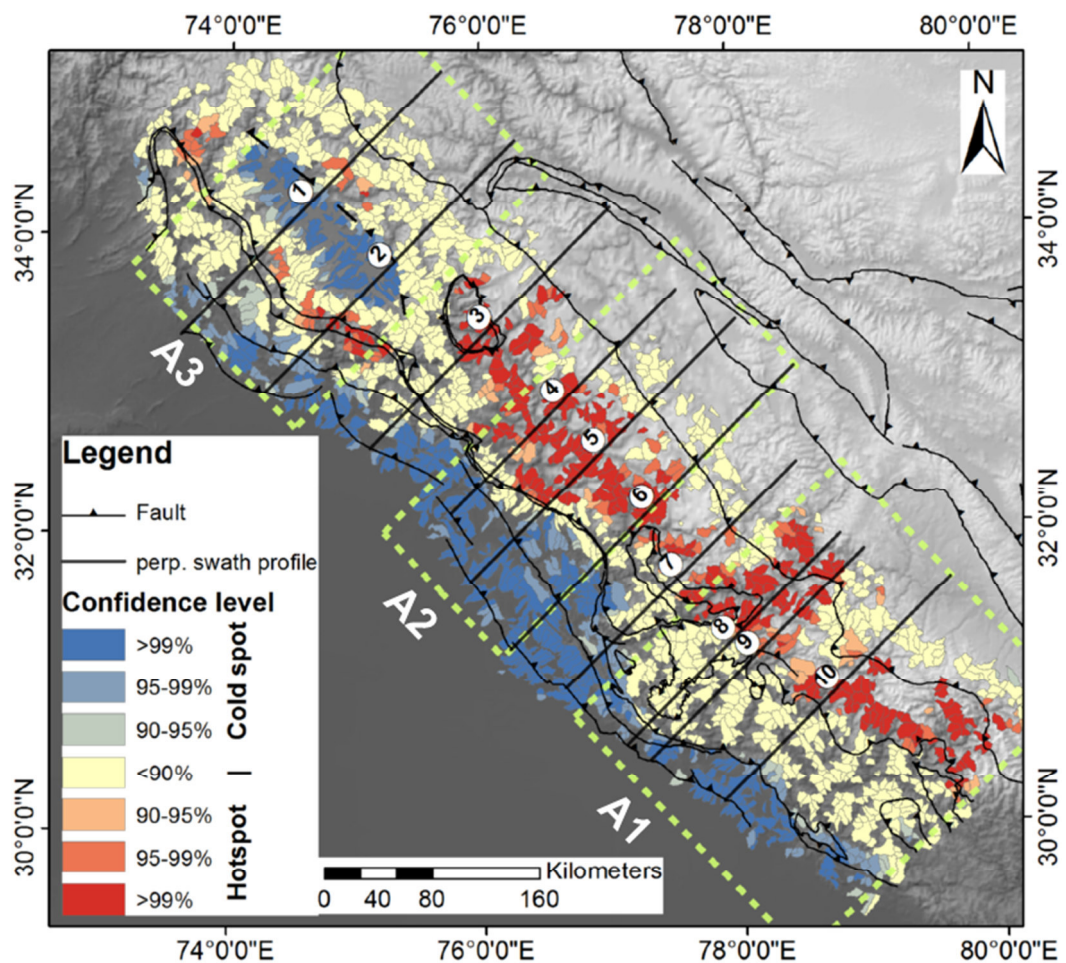 74°0'0"E 76°0'0"E 78°0'0"E 80°0'0"E
N
34°0'0"N
34°0'0"N
32°0'0"N
32°0'0"N
30°0'0"N
30°0'0"N
1
2
3
4
5
6
7
8
9
10
A3
A2
A1
Legend
Fault
perp. swath profile
Confidence level
>99%
95-99%
90-95%
<90%
90-95%
95-99%
>99%
Cold spot
—
Hotspot
Kilometers
0 40 80 160
74°0'0"E 76°0'0"E 78°0'0"E 80°0'0"E